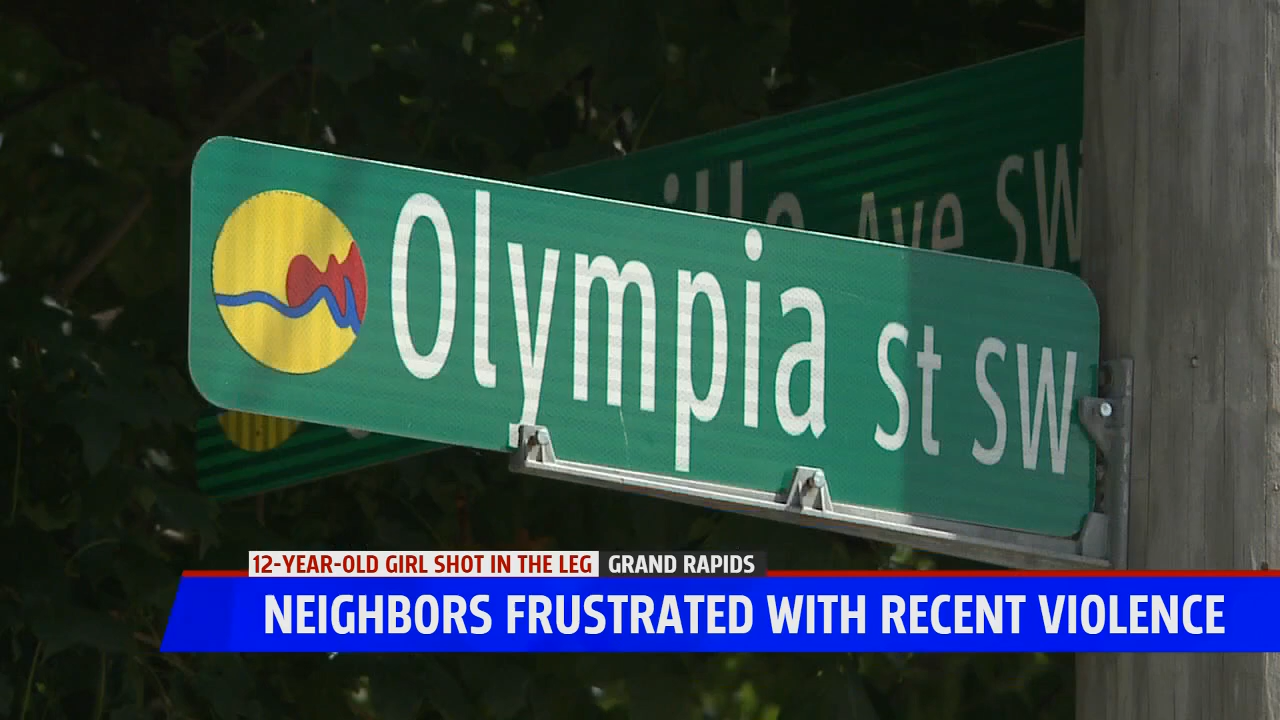 Ave SW
Olympia St SW
12-YEAR-OLD GIRL SHOT IN THE LEG GRAND RAPIDS
NEIGHBORS FRUSTRATED WITH RECENT VIOLENCE